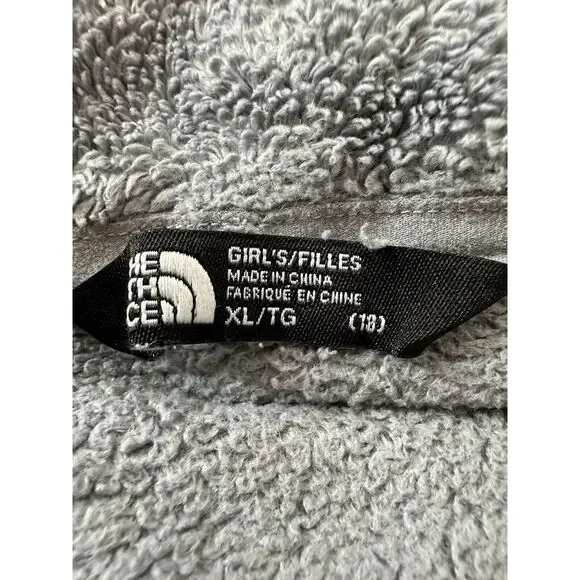 HE
TH
CE
GIRL'S/FILLES
MADE IN CHINA
FABRIQUÉ EN CHINE
XL/TG (18)